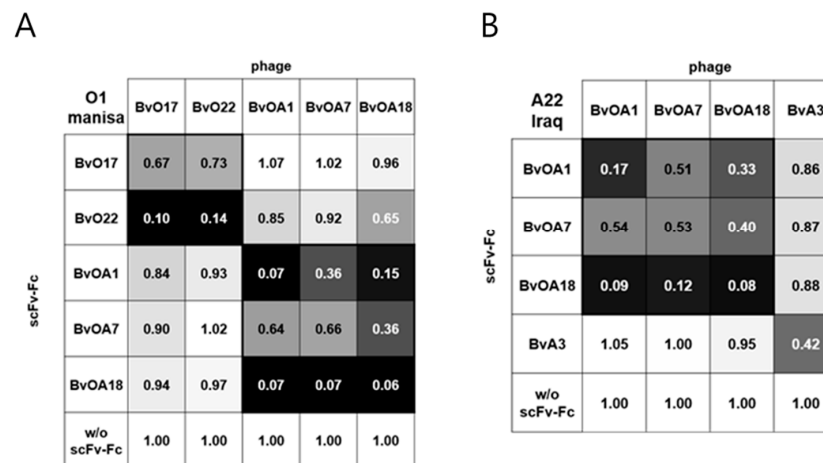 A
phage
O1 manisa BvO17 BvO22 BvOA1 BvOA7 BvOA18
BvO17 0.67 0.73 1.07 1.02 0.96
BvO22 0.10 0.14 0.85 0.92 0.65
BvOA1 0.84 0.93 0.07 0.36 0.15
BvOA7 0.90 1.02 0.64 0.66 0.36
BvOA18 0.94 0.97 0.07 0.07 0.06
w/o scFv-Fc 1.00 1.00 1.00 1.00 1.00
scFv-Fc
B
phage
A22 Iraq BvOA1 BvOA7 BvOA18 BvA3
BvOA1 0.17 0.51 0.33 0.86
BvOA7 0.54 0.53 0.40 0.87
BvOA18 0.09 0.12 0.08 0.88
BvA3 1.05 1.00 0.95 0.42
w/o scFv-Fc 1.00 1.00 1.00 1.00
scFv-Fc